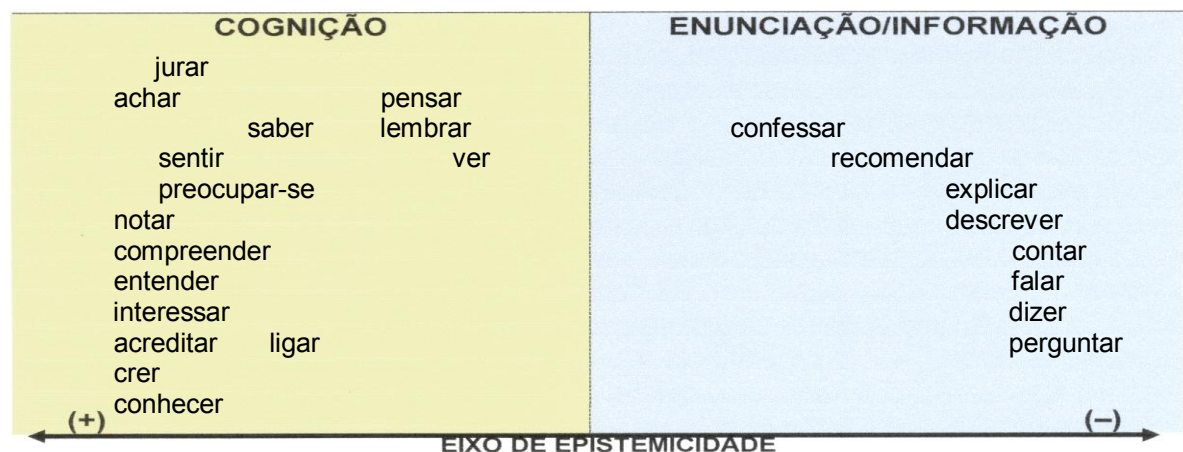 COGNIÇÃO ENUNCIAÇÃO/INFORMAÇÃO
jurar
achar pensar
saber lembrar confessar
sentir ver recomendar
preocupar-se explicar
notar descrever
compreender contar
entender falar
interessar dizer
acreditar ligar perguntar
crer
conhecer
(+) (–)
EIXO DE EPISTEMICIDADE